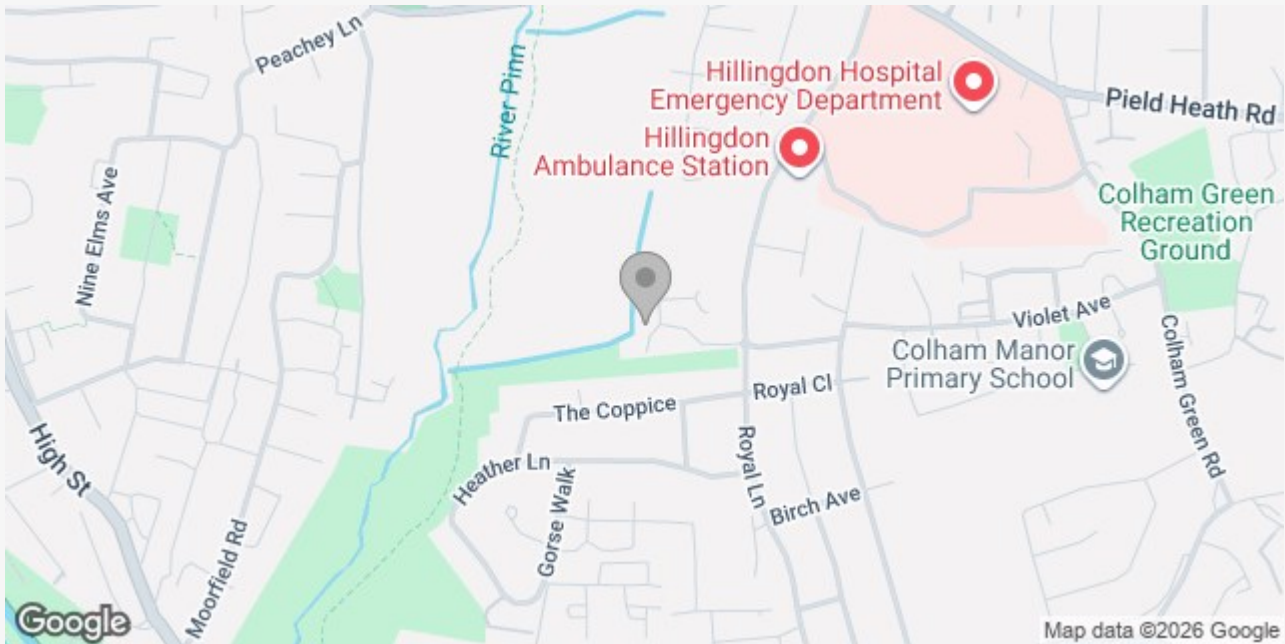 Peachey Ln
River Pinn
Hillingdon Hospital
Emergency Department
Pield Heath Rd
Hillingdon
Ambulance Station
Nine Elms Ave
Colham Green
Recreation
Ground
Violet Ave
Colham Manor
Primary School
Colham Green Rd
Royal Cl
The Coppice
High St
Heather Ln
Royal Ln
Gorse Walk
Birch Ave
Moorfield Rd
Google
Map data ©2026 Google